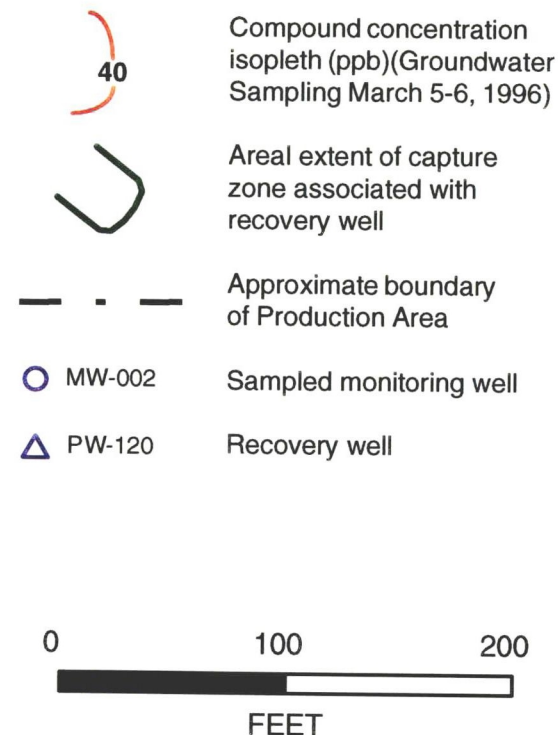 40
Compound concentration
isopleth (ppb)(Groundwater
Sampling March 5-6, 1996)
Areal extent of capture
zone associated with
recovery well
Approximate boundary
of Production Area
MW-002 Sampled monitoring well
PW-120 Recovery well
0 100 200
FEET